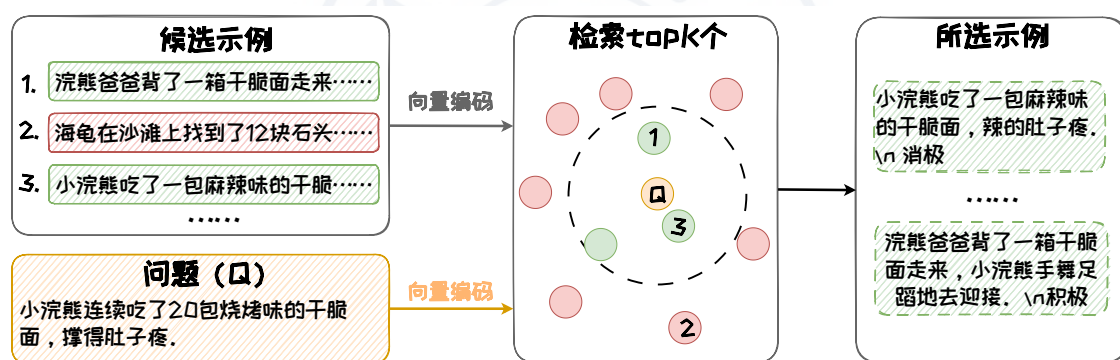 候选示例
1. 浣熊爸爸背了一箱干脆面走来……
2. 海龟在沙滩上找到了12块石头……
3. 小浣熊吃了一包麻辣味的干脆……
……
问题（Q）
小浣熊连续吃了20包烧烤味的干脆
面，撑得肚子疼.
向量编码
向量编码
检索topK个
1
Q
3
2
所选示例
小浣熊吃了一包麻辣味
的干脆面，辣的肚子疼.
\n 消极
……
浣熊爸爸背了一箱干脆
面走来，小浣熊手舞足
蹈地去迎接. \n积极